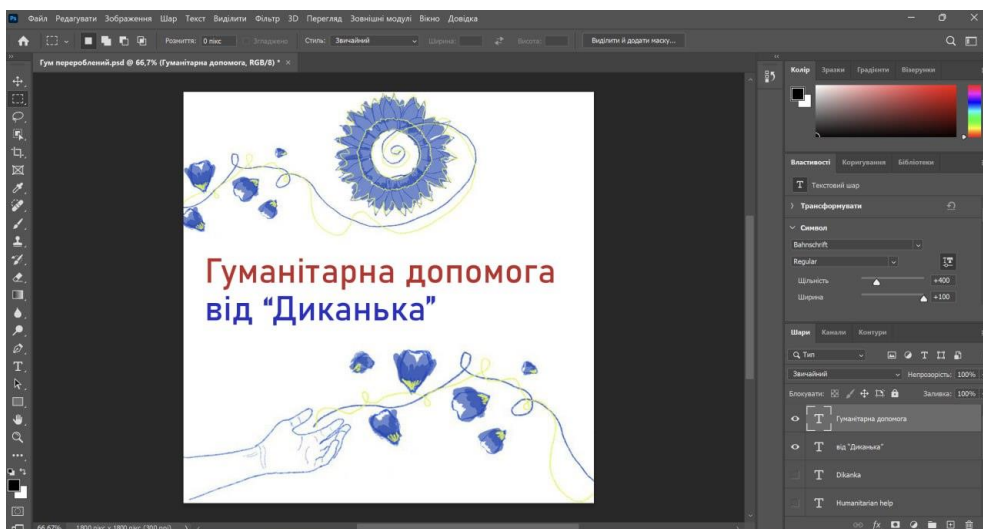 Файл Редагувати Зображення Шар Текст Виділити Фільтр 3D Перегляд Зовнішні модулі Вікно Довідка
Розмиття: 0 пікс Згладжено Стиль: Звичайний Ширина: Висота: Виділити й додати маску...
Гум перероблений.psd @ 66,7% (Гуманітарна допомога, RGB/8) *
Гуманітарна допомога
від “Диканька”
66,67% 1800 пікс x 1800 пікс (300 ppi)
Колір Зразки Градієнти Візерунки
Властивості Коригування Бібліотеки
Текстовий шар
Трансформувати
Символ
Bahnschrift
Regular
Щільність +400
Ширина +100
Шари Канали Контури
Тип
Звичайний Непрозорість: 100%
Блокувати: Заливка: 100%
Гуманітарна допомога
від "Диканька"
Dikanka
Humanitarian help